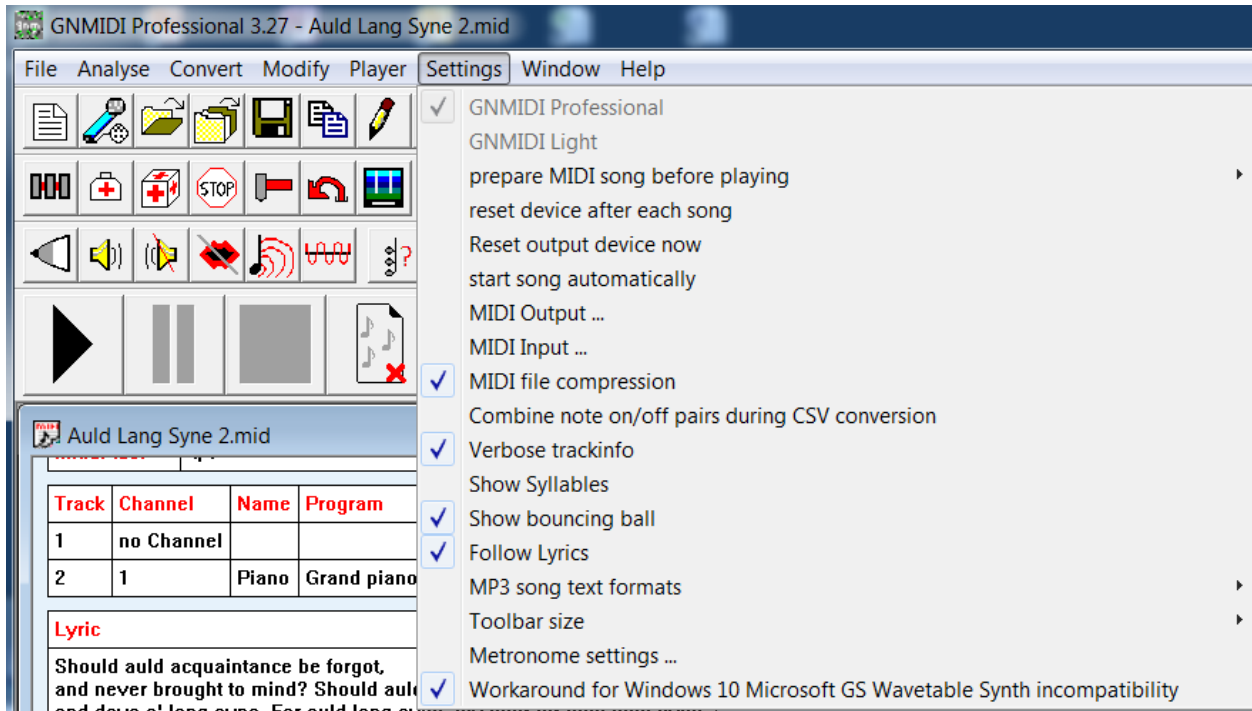 GNMIDI Professional 3.27 - Auld Lang Syne 2.mid
File Analyse Convert Modify Player Settings Window Help
GNMIDI Professional
GNMIDI Light
prepare MIDI song before playing
reset device after each song
Reset output device now
start song automatically
MIDI Output ...
MIDI Input ...
MIDI file compression
Combine note on/off pairs during CSV conversion
Verbose trackinfo
Show Syllables
Show bouncing ball
Follow Lyrics
MP3 song text formats
Toolbar size
Metronome settings ...
Workaround for Windows 10 Microsoft GS Wavetable Synth incompatibility
STOP
?
Auld Lang Syne 2.mid
Track Channel Name Program
1 no Channel
2 1 Piano Grand piano
Lyric
Should auld acquaintance be forgot,
and never brought to mind? Should auld